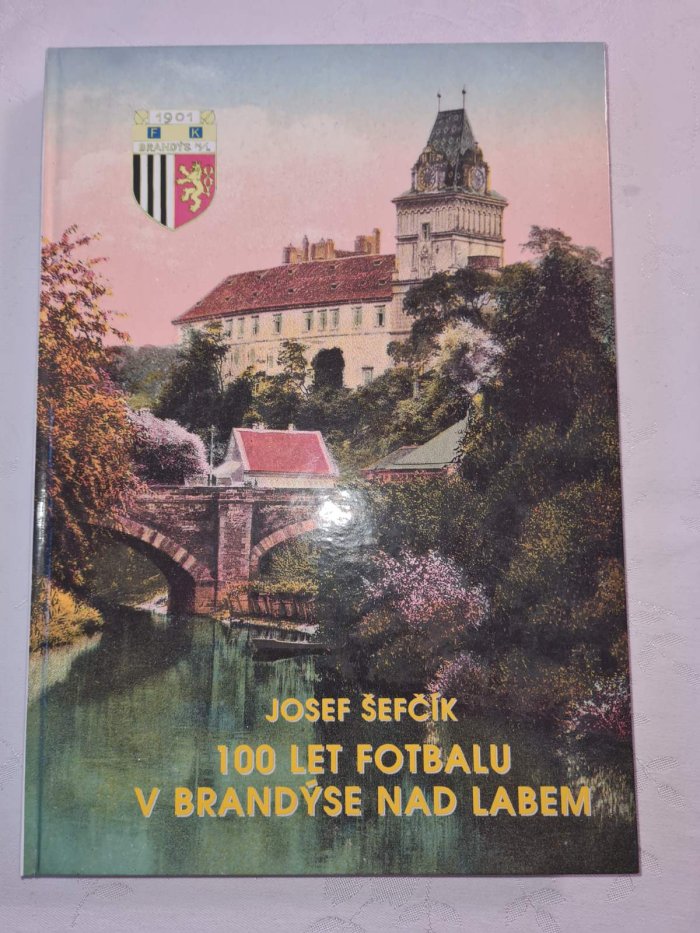 1901
F K
BRANDÝS N/L
JOSEF ŠEFČÍK
100 LET FOTBALU
V BRANDÝSE NAD LABEM